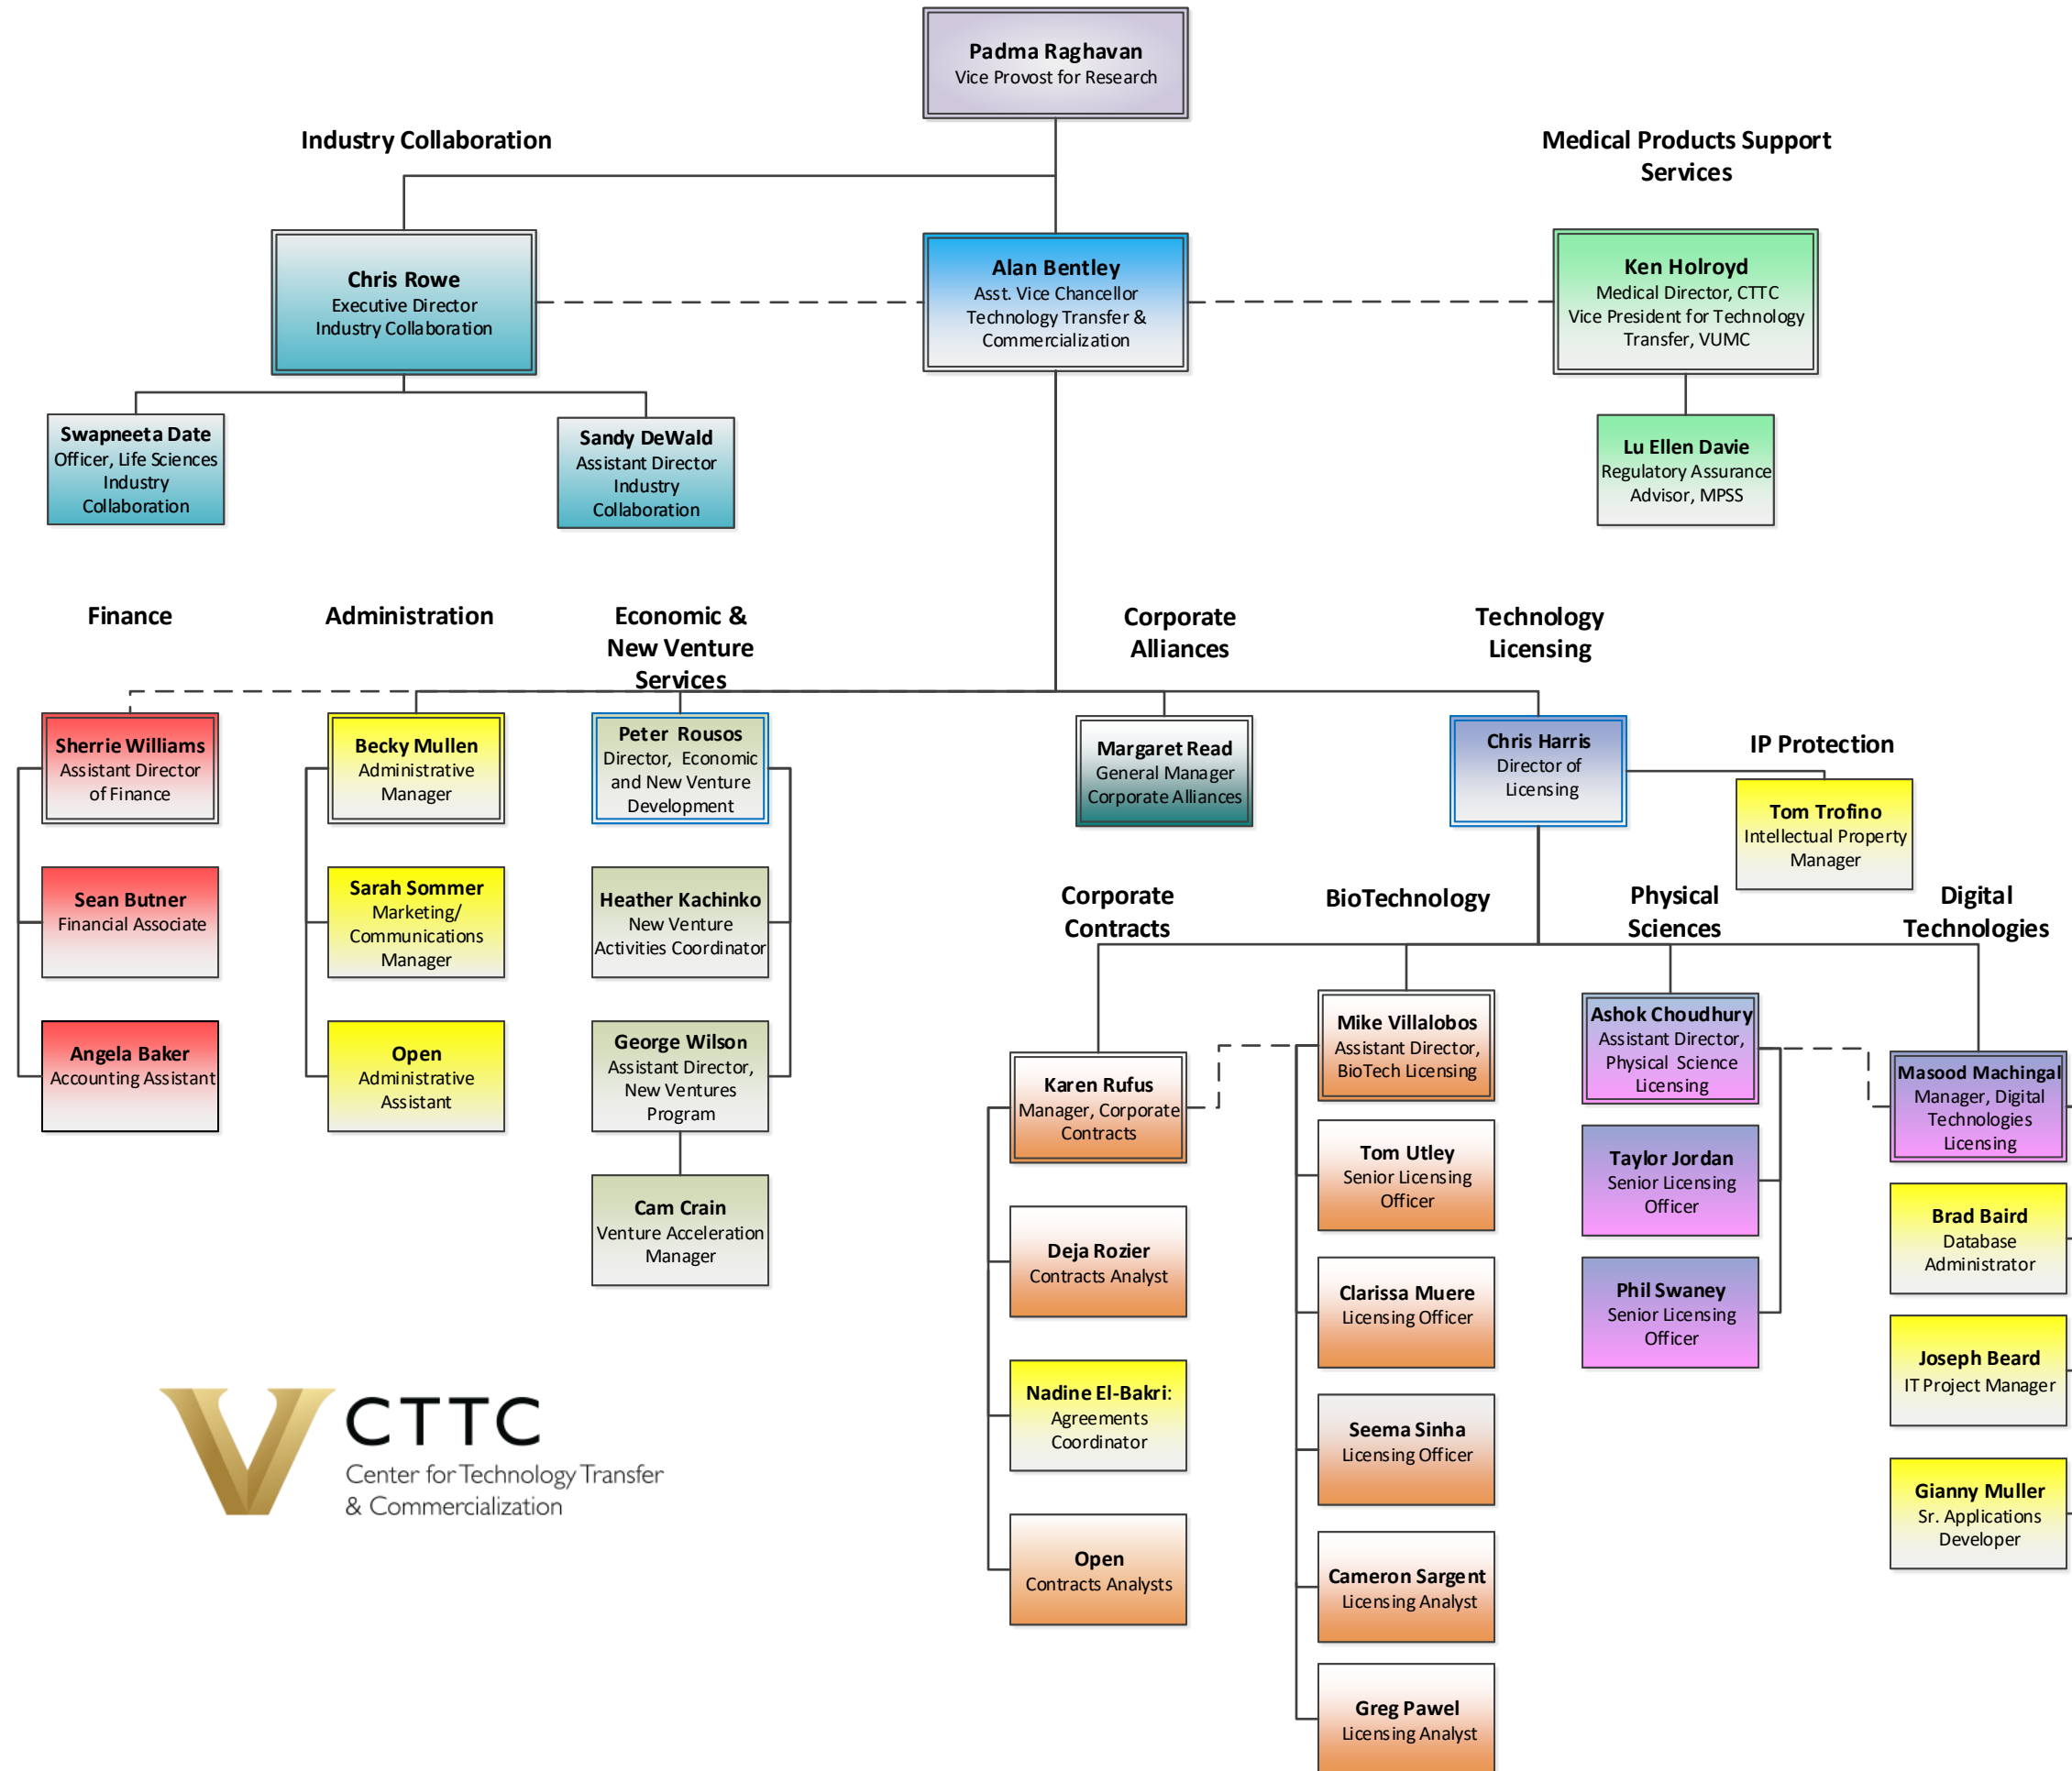 Padma Raghavan
Vice Provost for Research
Industry Collaboration
Medical Products Support
Services
Chris Rowe
Executive Director
Industry Collaboration
Alan Bentley
Asst. Vice Chancellor
Technology Transfer &
Commercialization
Ken Holroyd
Medical Director, CTTC
Vice President for Technology
Transfer, VUMC
Swapneeta Date
Officer, Life Sciences
Industry
Collaboration
Sandy DeWald
Assistant Director
Industry
Collaboration
Lu Ellen Davie
Regulatory Assurance
Advisor, MPSS
Finance
Administration
Economic &
New Venture
Services
Corporate
Alliances
Technology
Licensing
Sherrie Williams
Assistant Director
of Finance
Becky Mullen
Administrative
Manager
Peter Rousos
Director, Economic
and New Venture
Development
Margaret Read
General Manager
Corporate Alliances
Chris Harris
Director of
Licensing
IP Protection
Tom Trofino
Intellectual Property
Manager
Sean Butner
Financial Associate
Sarah Sommer
Marketing/
Communications
Manager
Heather Kachinko
New Venture
Activities Coordinator
Angela Baker
Accounting Assistant
Open
Administrative
Assistant
George Wilson
Assistant Director,
New Ventures
Program
Cam Crain
Venture Acceleration
Manager
Corporate
Contracts
BioTechnology
Physical
Sciences
Digital
Technologies
Karen Rufus
Manager, Corporate
Contracts
Deja Rozier
Contracts Analyst
Nadine El-Bakri:
Agreements
Coordinator
Open
Contracts Analysts
Mike Villalobos
Assistant Director,
BioTech Licensing
Tom Utley
Senior Licensing
Officer
Clarissa Muere
Licensing Officer
Seema Sinha
Licensing Officer
Cameron Sargent
Licensing Analyst
Greg Pawel
Licensing Analyst
Ashok Choudhury
Assistant Director,
Physical Science
Licensing
Taylor Jordan
Senior Licensing
Officer
Phil Swaney
Senior Licensing
Officer
Masood Machingal
Manager, Digital
Technologies
Licensing
Brad Baird
Database
Administrator
Joseph Beard
IT Project Manager
Gianny Muller
Sr. Applications
Developer
V CTTC
Center for Technology Transfer
& Commercialization